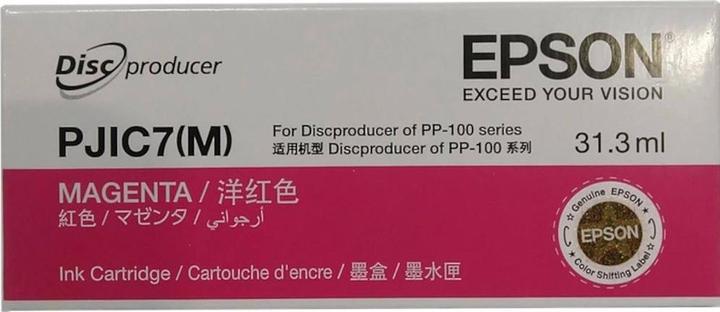 Disc producer
EPSON®
EXCEED YOUR VISION
PJIC7(M)
For Discproducer of PP-100 series
适用机型 Discproducer of PP-100 系列
31.3 ml
MAGENTA / 洋红色
紅色 / マゼンタ / أرجواني
Ink Cartridge / Cartouche d'encre / 墨盒 / 墨水匣
Genuine EPSON
EPSON
Color Shifting Label